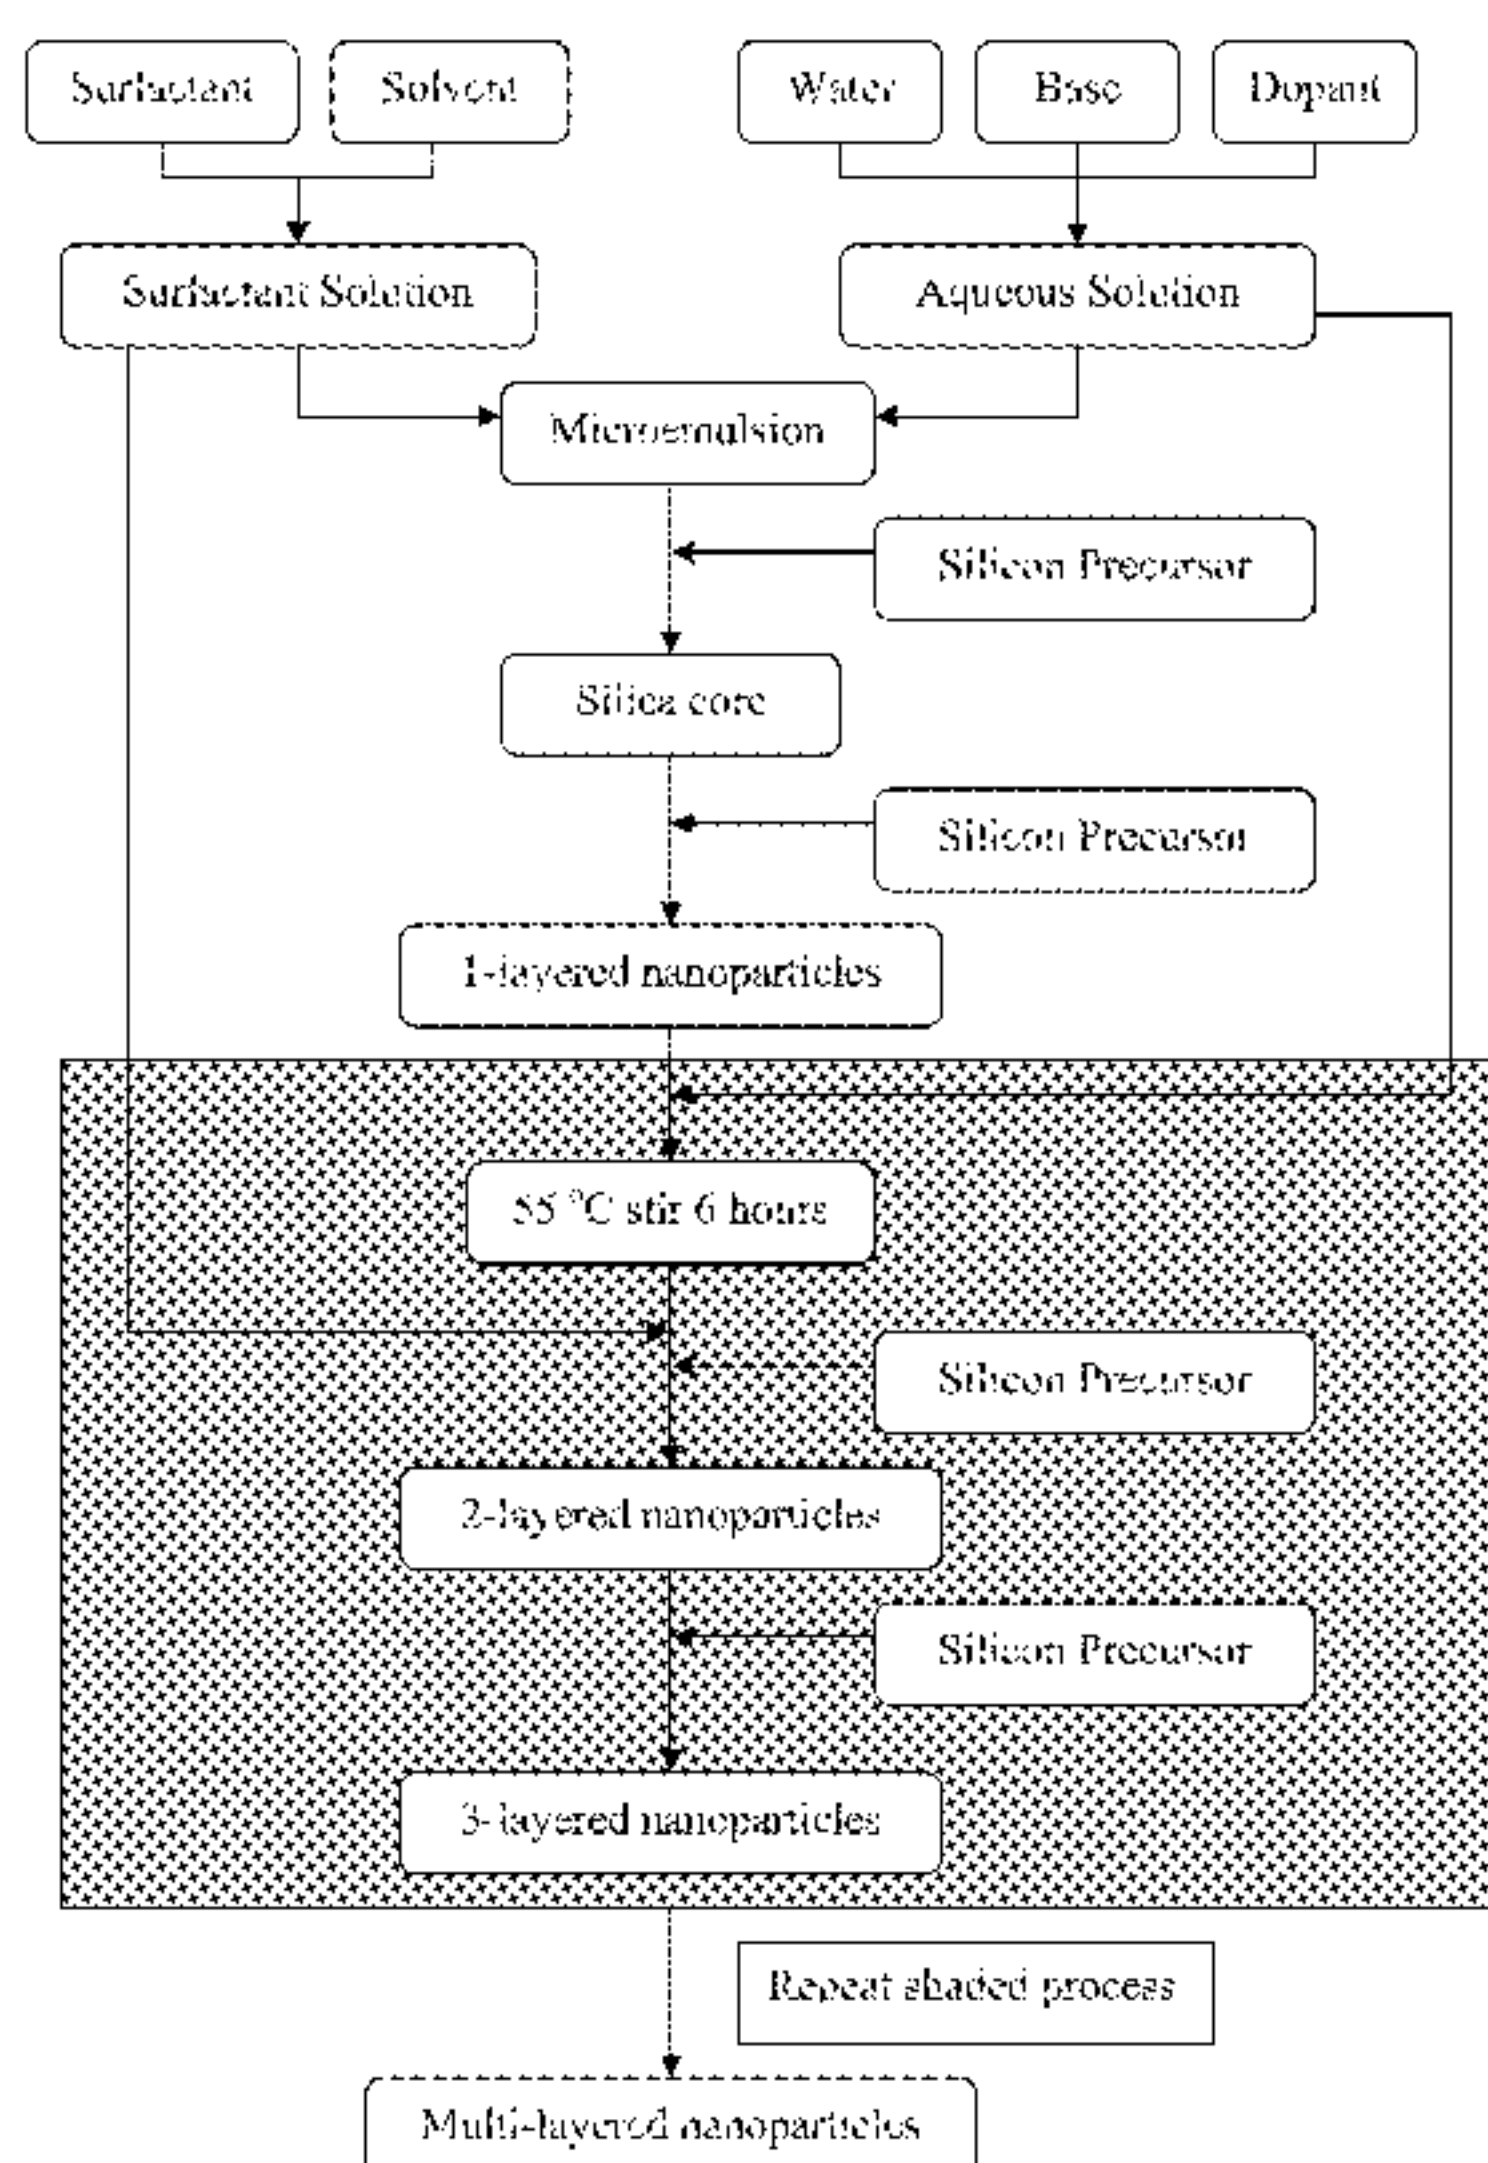 Surfactant
Solvent
Water
Base
Dopant
Surfactant Solution
Aqueous Solution
Microemulsion
Silicon Precursor
Silica core
Silicon Precursor
1-layered nanoparticles
55 °C stir 6 hours
Silicon Precursor
2-layered nanoparticles
Silicon Precursor
3-layered nanoparticles
Repeat shaded process
Multi-layered nanoparticles